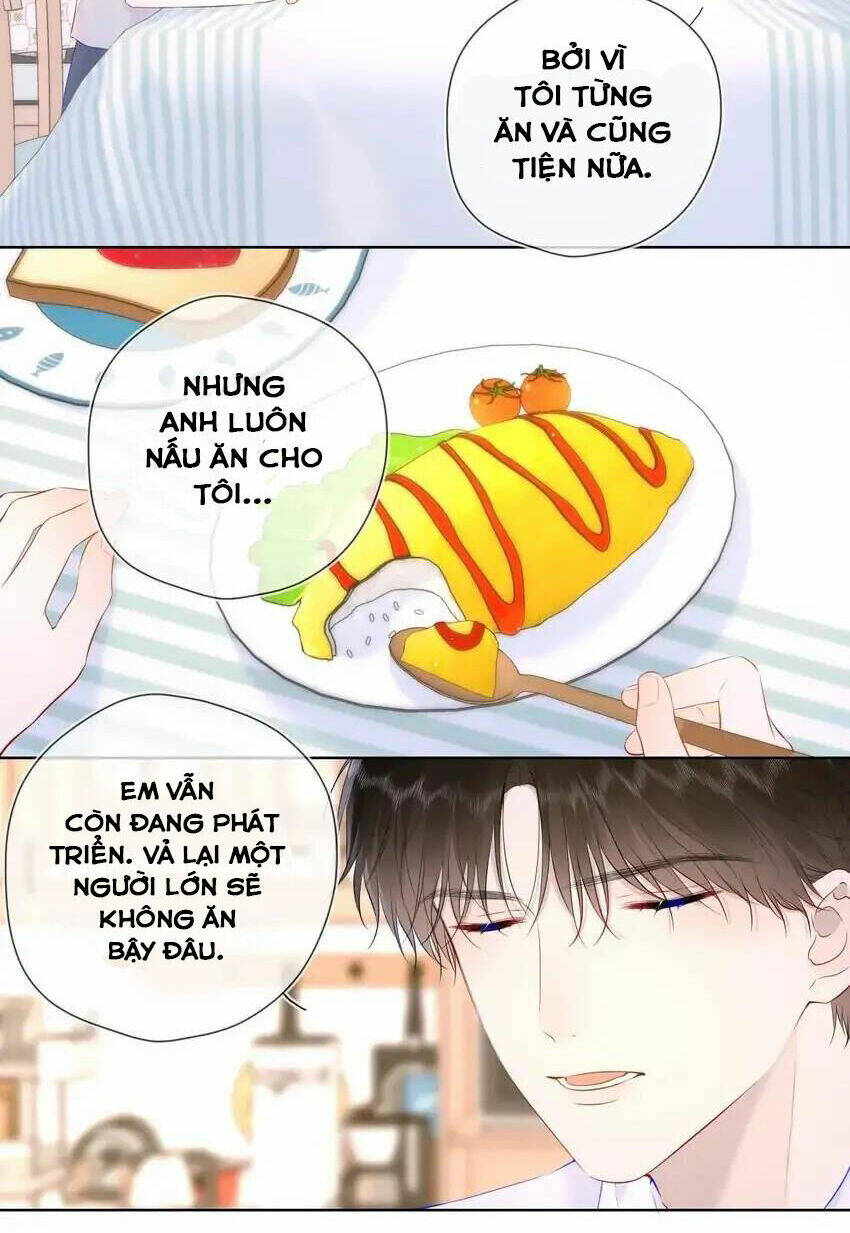 BỞI VÌ
TÔI TỪNG
ĂN VÀ CŨNG
TIỆN NỮA.
NHƯNG
ANH LUÔN
NẤU ĂN CHO
TÔI...
EM VẪN
CÒN ĐANG PHÁT
TRIỂN. VẢ LẠI MỘT
NGƯỜI LỚN SẼ
KHÔNG ĂN
BẬY ĐÂU.